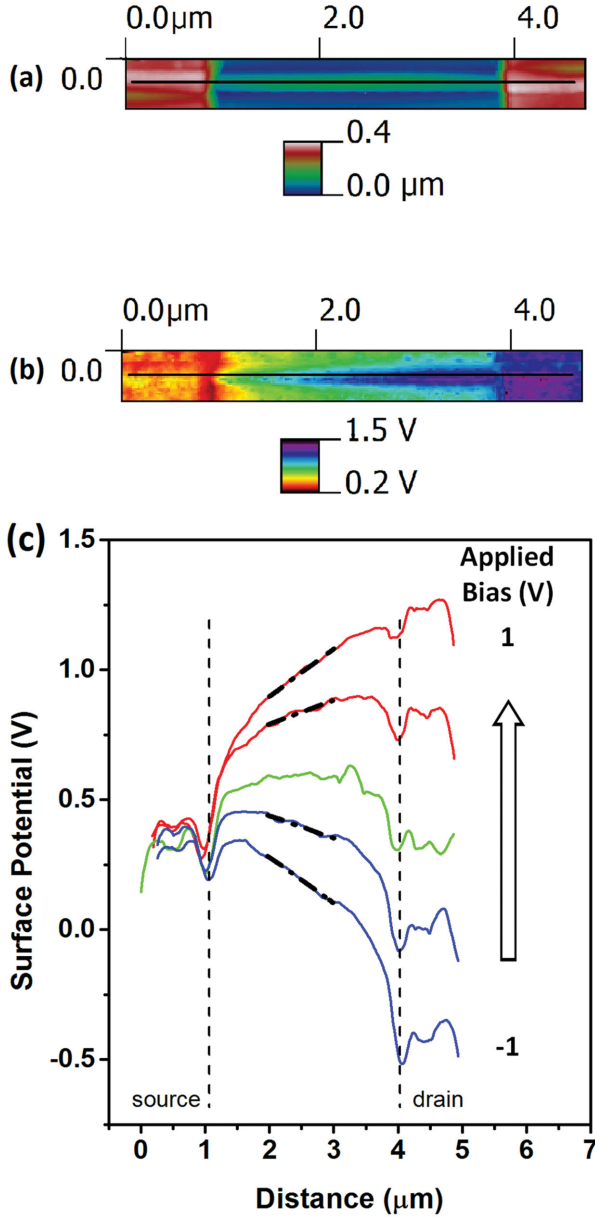 0.0μm 2.0 4.0
(a) 0.0
0.4
0.0 μm
0.0μm 2.0 4.0
(b) 0.0
1.5 V
0.2 V
(c)
Applied
Bias (V)
1
-1
1.5
1.0
0.5
0.0
-0.5
Surface Potential (V)
source drain
0 1 2 3 4 5 6 7
Distance (μm)